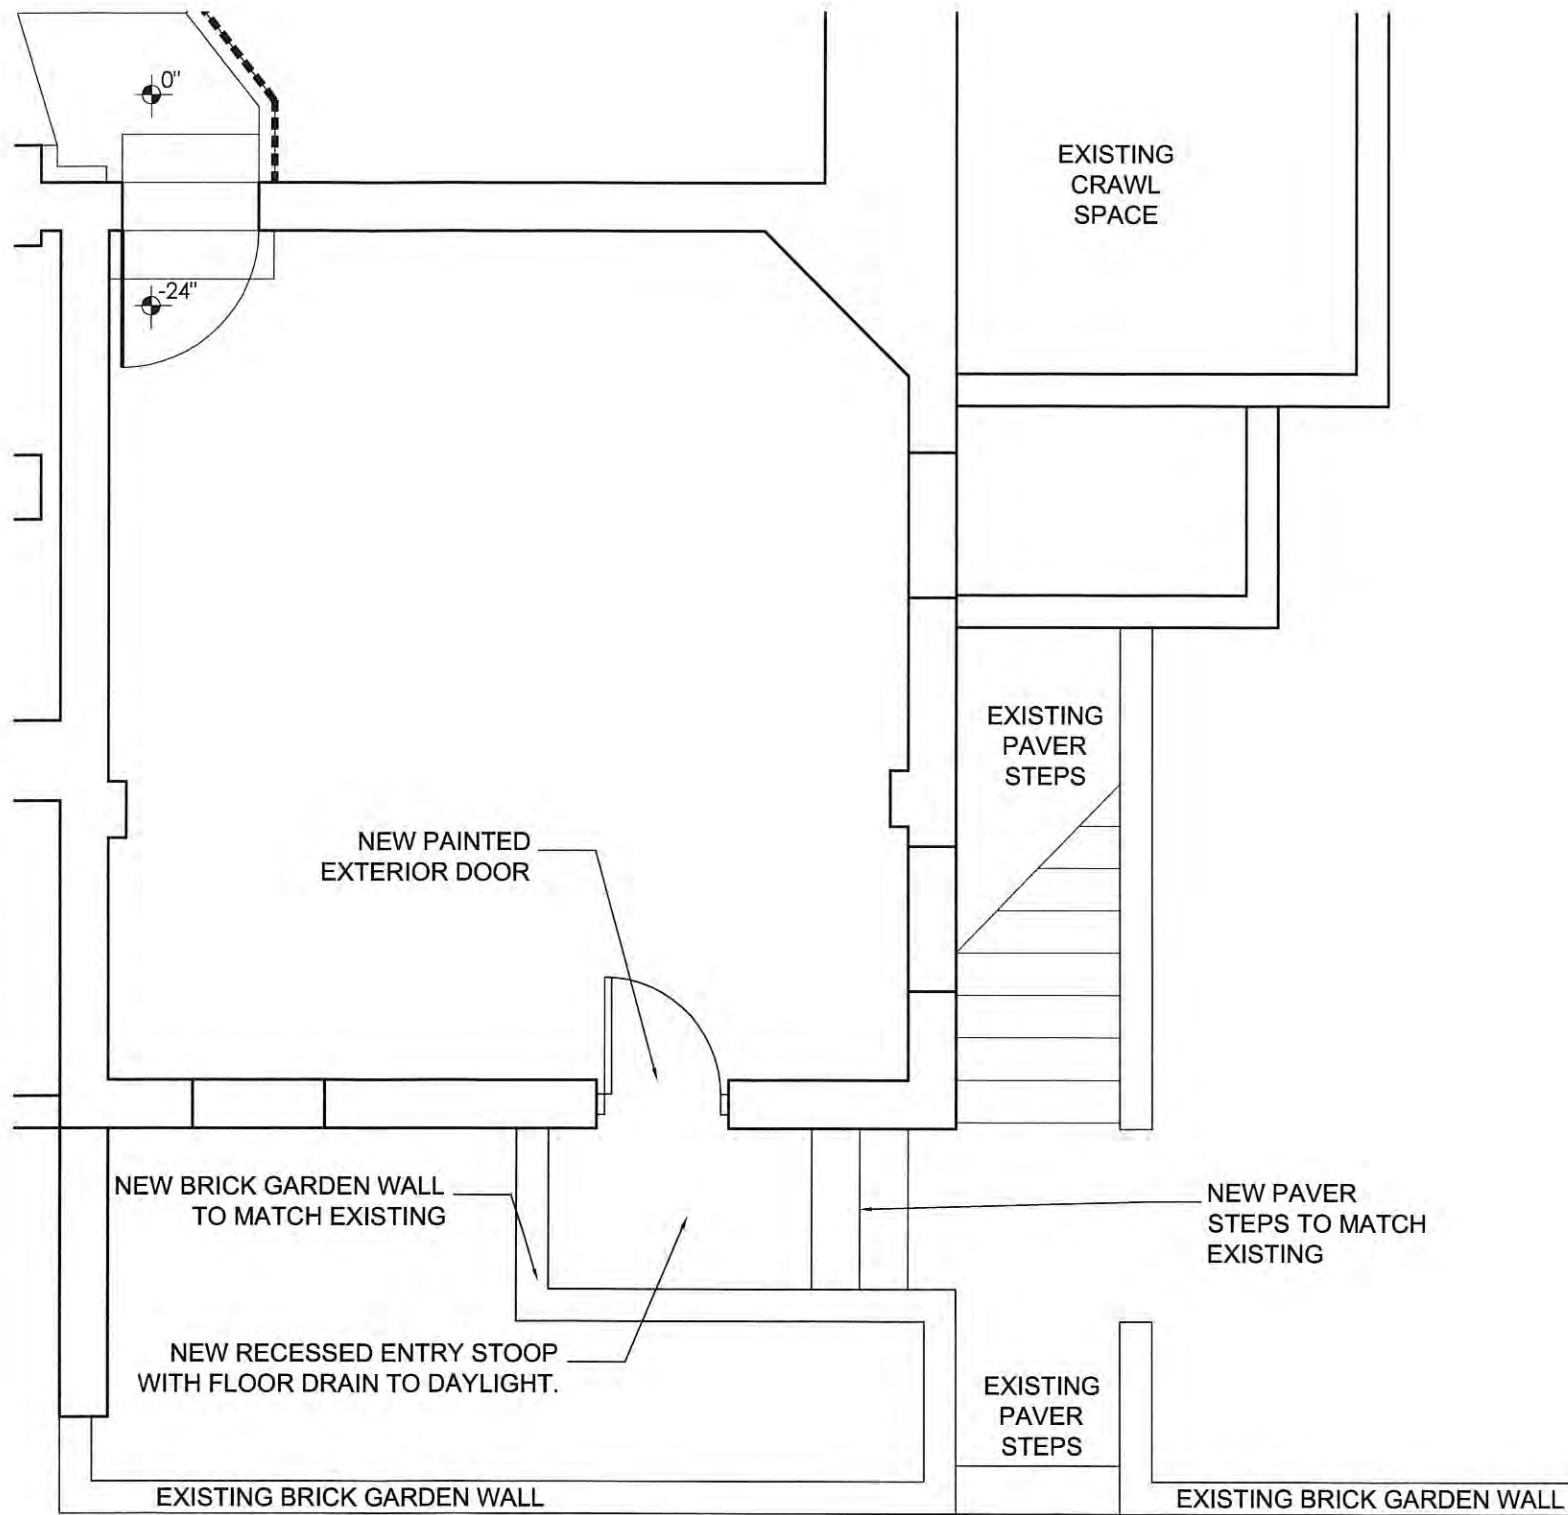 0"
EXISTING
CRAWL
SPACE
-24"
EXISTING
PAVER
STEPS
NEW PAINTED
EXTERIOR DOOR
NEW BRICK GARDEN WALL
TO MATCH EXISTING
NEW PAVER
STEPS TO MATCH
EXISTING
NEW RECESSED ENTRY STOOP
WITH FLOOR DRAIN TO DAYLIGHT.
EXISTING
PAVER
STEPS
EXISTING BRICK GARDEN WALL
EXISTING BRICK GARDEN WALL